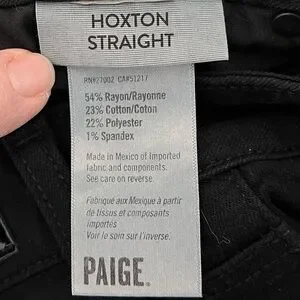 HOXTON
STRAIGHT
RN#27002 CA#51217
54% Rayon/Rayonne
23% Cotton/Coton
22% Polyester
1% Spandex
Made in Mexico of Imported
Fabric and components.
See care on reverse.
Fabriqué aux Mexique à partir
de tissus et composants
importés
Voir le soin sur l'inverse.
PAIGE.